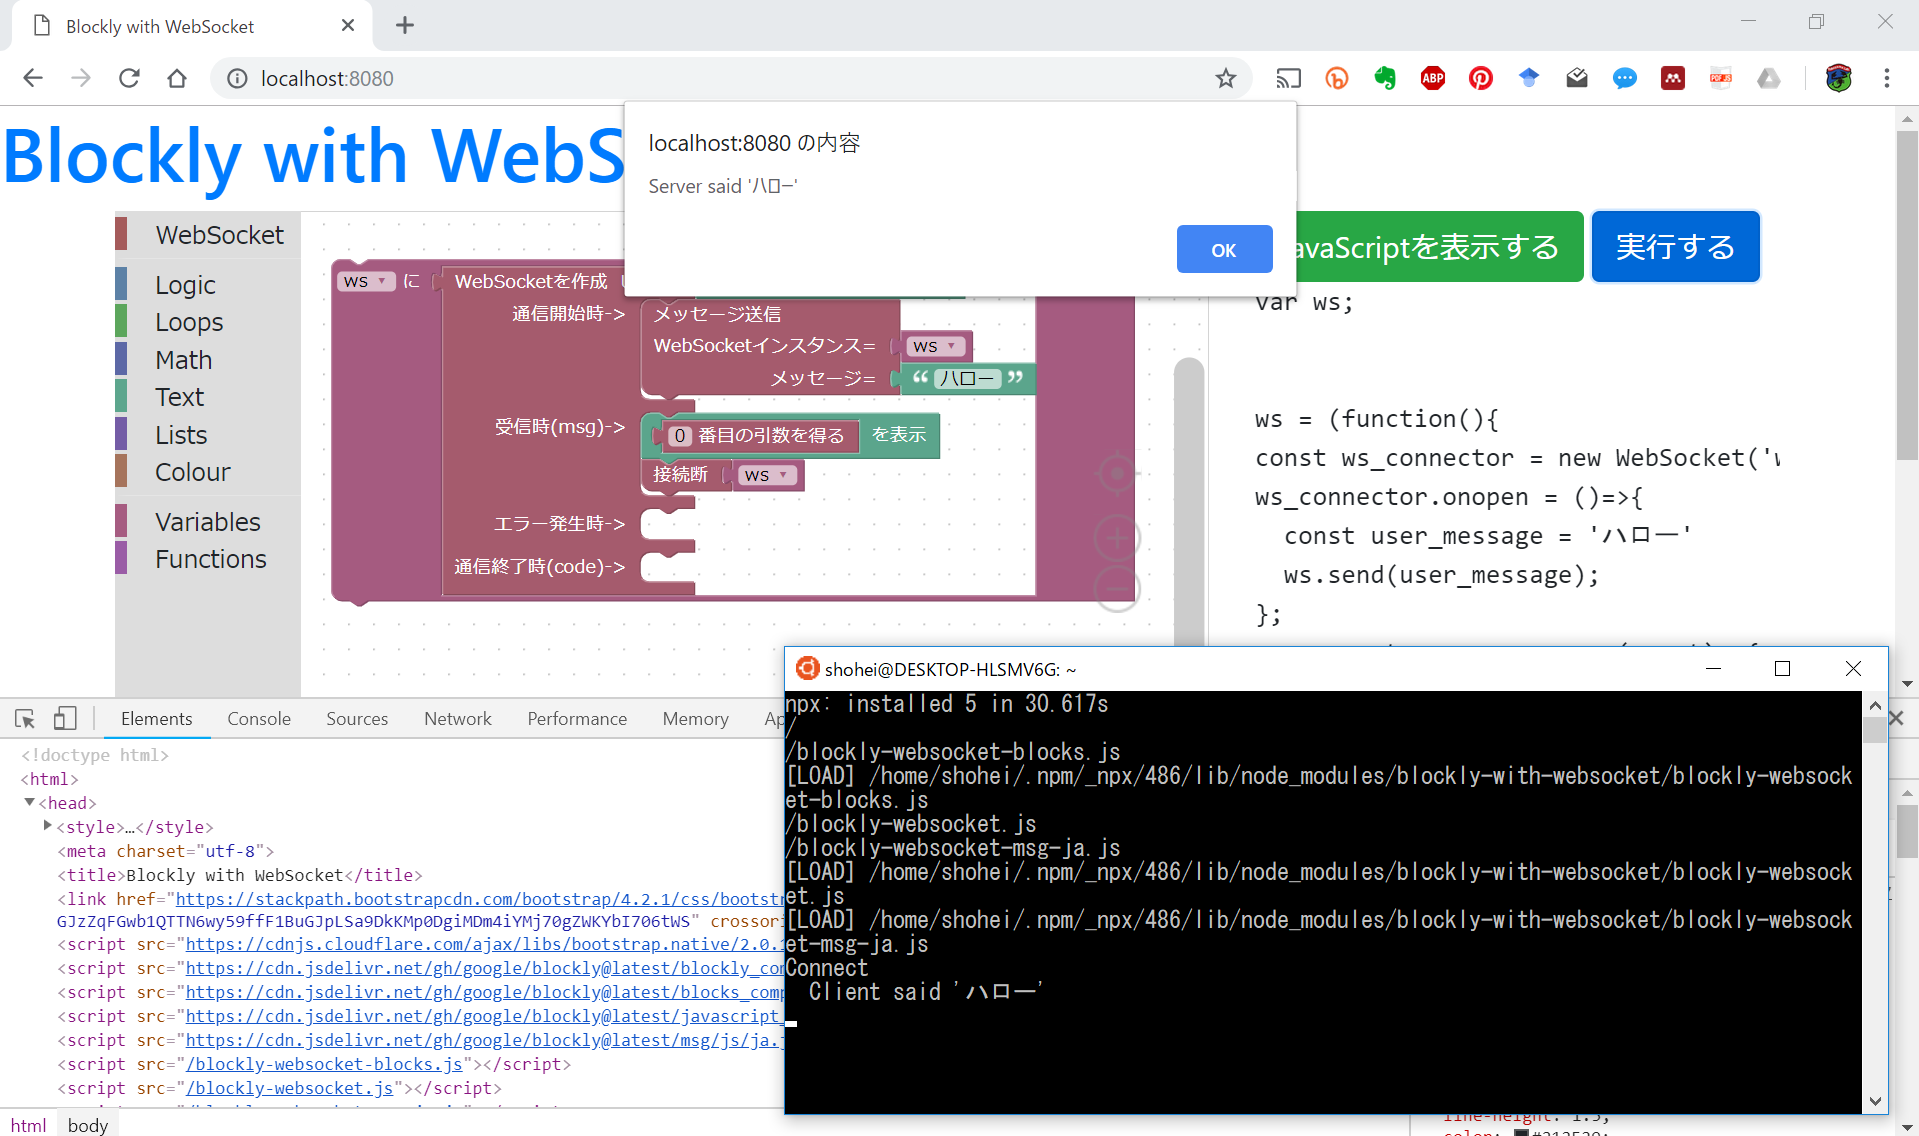 Blockly with WebSocket
localhost:8080
ABP
Blockly with WebS
localhost:8080 の内容
Server said 'ハロー'
OK
avaScriptを表示する
実行する
WebSocket
Logic
Loops
Math
Text
Lists
Colour
Variables
Functions
ws に WebSocketを作成
通信開始時->
メッセージ送信
WebSocketインスタンス= ws
メッセージ= “ ハロー ”
受信時(msg)->
0 番目の引数を得る を表示
接続断 ws
エラー発生時->
通信終了時(code)->
var ws;
ws = (function(){
const ws_connector = new WebSocket('w
ws_connector.onopen = ()=>{
const user_message = 'ハロー'
ws.send(user_message);
};
Elements Console Sources Network Performance Memory Ap
<!doctype html>
<html>
<head>
<style>…</style>
<meta charset="utf-8">
<title>Blockly with WebSocket</title>
<link href="https://stackpath.bootstrapcdn.com/bootstrap/4.2.1/css/bootst
GJzZqFGwb1QTTN6wy59ffF1BuGJpLSa9DkKMp0DgiMDm4iYMj70gZWKYbI706tWS" crossori
<script src="https://cdnjs.cloudflare.com/ajax/libs/bootstrap.native/2.0.1
<script src="https://cdn.jsdelivr.net/gh/google/blockly@latest/blockly_com
<script src="https://cdn.jsdelivr.net/gh/google/blockly@latest/blocks_comp
<script src="https://cdn.jsdelivr.net/gh/google/blockly@latest/javascript_
<script src="https://cdn.jsdelivr.net/gh/google/blockly@latest/msg/js/ja.j
<script src="/blockly-websocket-blocks.js"></script>
<script src="/blockly-websocket.js"></script>
html body
shohei@DESKTOP-HLSMV6G: ~
npx: installed 5 in 30.617s
/
/blockly-websocket-blocks.js
[LOAD] /home/shohei/.npm/_npx/486/lib/node_modules/blockly-with-websocket/blockly-websock
et-blocks.js
/blockly-websocket.js
/blockly-websocket-msg-ja.js
[LOAD] /home/shohei/.npm/_npx/486/lib/node_modules/blockly-with-websocket/blockly-websock
et.js
[LOAD] /home/shohei/.npm/_npx/486/lib/node_modules/blockly-with-websocket/blockly-websock
et-msg-ja.js
Connect
Client said 'ハロー'
line-height: 1.5;